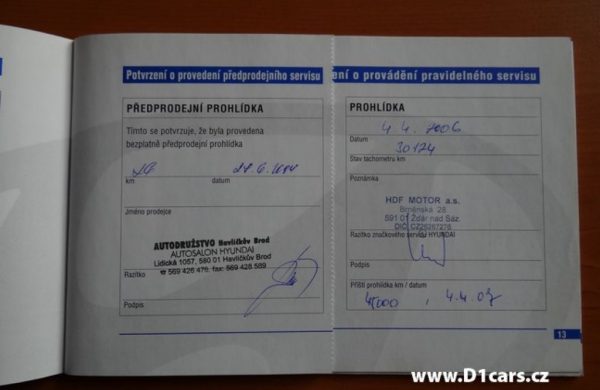 Potvrzení o provedení předprodejního servisu
PŘEDPRODEJNÍ PROHLÍDKA
Tímto se potvrzuje, že byla provedena
bezplatně předprodejní prohlídka
km datum
Jméno prodejce
AUTODRUŽSTVO Havlíčkův Brod
AUTOSALON HYUNDAI
Lidická 1057, 580 01 Havlíčkův Brod
☎ 569 426 476, fax: 569 428 589
Razítko
Podpis
ení o provádění pravidelného servisu
PROHLÍDKA
4.4. 2006
Datum
30124
Stav tachometru km
Poznámka
HDF MOTOR a.s.
Brněnská 28
591 01 Žďár nad Sáz.
Razítko značkového servisu HYUNDAI
Podpis
Příští prohlídka km / datum
45000, 4.4.07
13
www.D1cars.cz